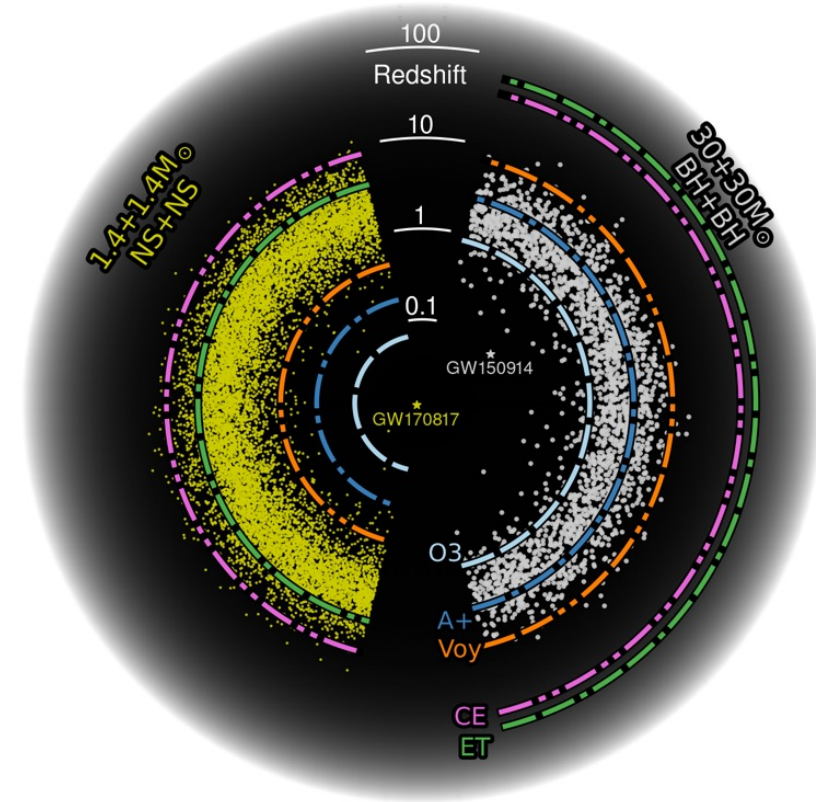 100
Redshift
10
1
0.1
1.4+1.4M☉
NS+NS
30+30M☉
BH+BH
GW150914
GW170817
O3
A+
Voy
CE
ET